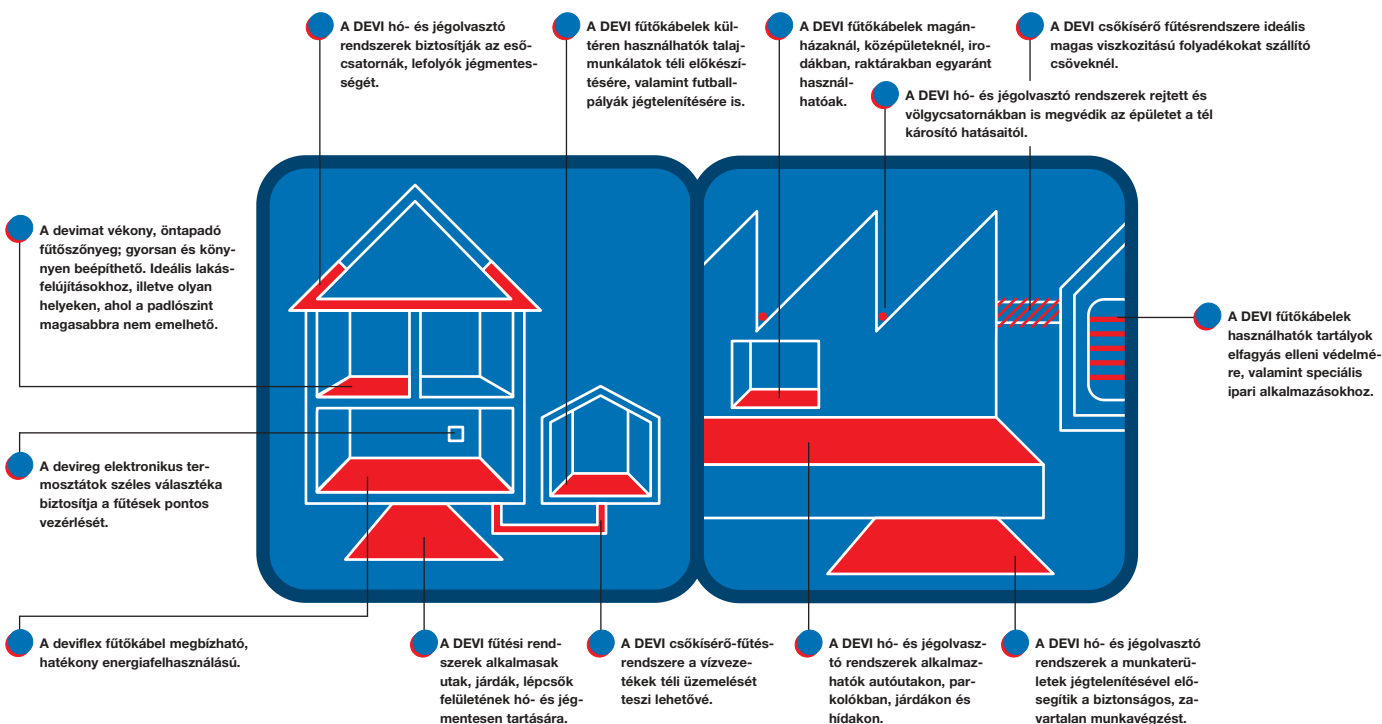 A DEVI hó- és jégolvasztó
rendszerek biztosítják az eső-
csatornák, lefolyók jégmentes-
ségét.
A DEVI fűtőkábelek kül-
téren használhatók talaj-
munkálatok téli előkészí-
tésére, valamint futball-
pályák jégtelenítésére is.
A DEVI fűtőkábelek magán-
házaknál, középületeknél, iro-
dákban, raktárakban egyaránt
használ-
hatóak.
A DEVI csőkísérő fűtésrendszere ideális
magas viszkozitású folyadékokat szállító
csöveknél.
A DEVI hó- és jégolvasztó rendszerek rejtett és
völgycsatornákban is megvédik az épületet a tél
károsító hatásaitól.
A devimat vékony, öntapadó
fűtőszőnyeg; gyorsan és köny-
nyen beépíthető. Ideális lakás-
felújításokhoz, illetve olyan
helyeken, ahol a padlószint
magasabbra nem emelhető.
A DEVI fűtőkábelek
használhatók tartályok
elfagyás elleni védelmé-
re, valamint speciális
ipari alkalmazásokhoz.
A devireg elektronikus ter-
mosztátok széles választéka
biztosítja a fűtések pontos
vezérlését.
A deviflex fűtőkábel megbízható,
hatékony energiafelhasználású.
A DEVI fűtési rend-
szerek alkalmasak
utak, járdák, lépcsők
felületének hó- és jég-
mentesen tartására.
A DEVI csőkísérő-fűtés-
rendszere a vízveze-
tékek téli üzemelését
teszi lehetővé.
A DEVI hó- és jégolvasz-
tó rendszerek alkalmaz-
hatók autóutakon, par-
kolókban, járdákon és
hídakon.
A DEVI hó- és jégolvasztó
rendszerek a munkaterü-
letek jégtelenítésével elő-
segítik a biztonságos, za-
vartalan munkavégzést.